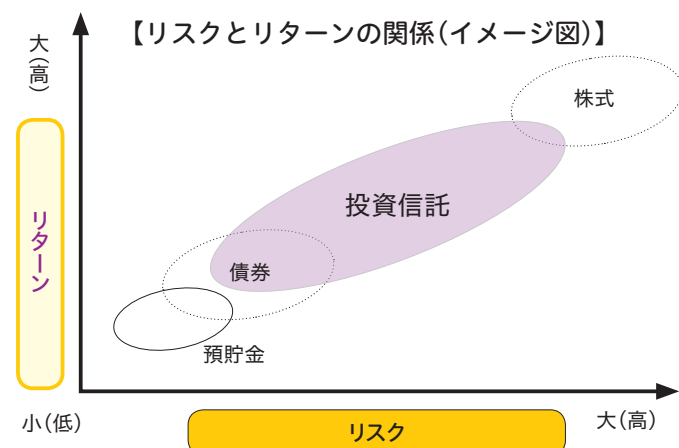 【リスクとリターンの関係(イメージ図)】
大(高)
株式
投資信託
リターン
債券
預貯金
小(低)
リスク
大(高)